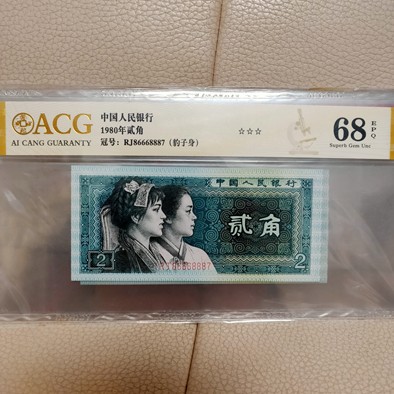 ACG
AI CANG GUARANTY
中国人民银行
1980年贰角
冠号：RJ86668887（豹子身）
☆☆☆
68 EPQ
Superb Gem Unc
中国人民银行
贰角
2
2